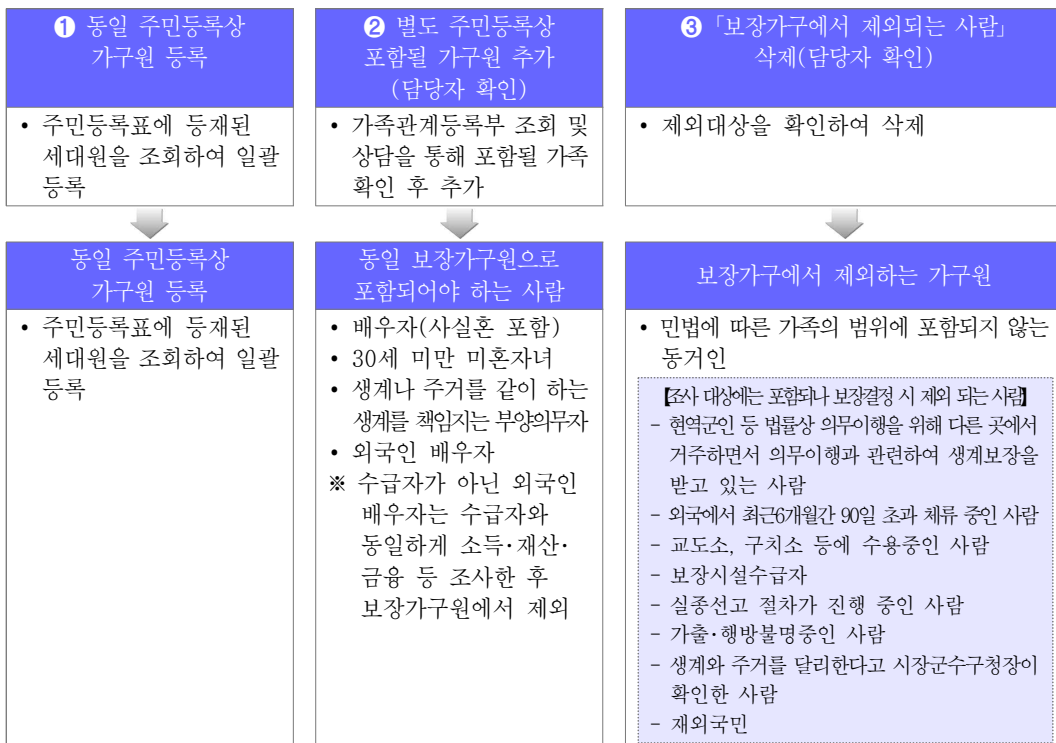 ❶ 동일 주민등록상
가구원 등록
• 주민등록표에 등재된
세대원을 조회하여 일괄
등록
동일 주민등록상
가구원 등록
• 주민등록표에 등재된
세대원을 조회하여 일괄
등록
❷ 별도 주민등록상
포함될 가구원 추가
(담당자 확인)
• 가족관계등록부 조회 및
상담을 통해 포함될 가족
확인 후 추가
동일 보장가구원으로
포함되어야 하는 사람
• 배우자(사실혼 포함)
• 30세 미만 미혼자녀
• 생계나 주거를 같이 하는
생계를 책임지는 부양의무자
• 외국인 배우자
※ 수급자가 아닌 외국인
배우자는 수급자와
동일하게 소득·재산·
금융 등 조사한 후
보장가구원에서 제외
❸「보장가구에서 제외되는 사람」
삭제(담당자 확인)
• 제외대상을 확인하여 삭제
보장가구에서 제외하는 가구원
• 민법에 따른 가족의 범위에 포함되지 않는
동거인
【조사 대상에는 포함되나 보장결정 시 제외 되는 사람】
- 현역군인 등 법률상 의무이행을 위해 다른 곳에서
거주하면서 의무이행과 관련하여 생계보장을
받고 있는 사람
- 외국에서 최근6개월간 90일 초과 체류 중인 사람
- 교도소, 구치소 등에 수용중인 사람
- 보장시설수급자
- 실종선고 절차가 진행 중인 사람
- 가출·행방불명중인 사람
- 생계와 주거를 달리한다고 시장군수구청장이
확인한 사람
- 재외국민